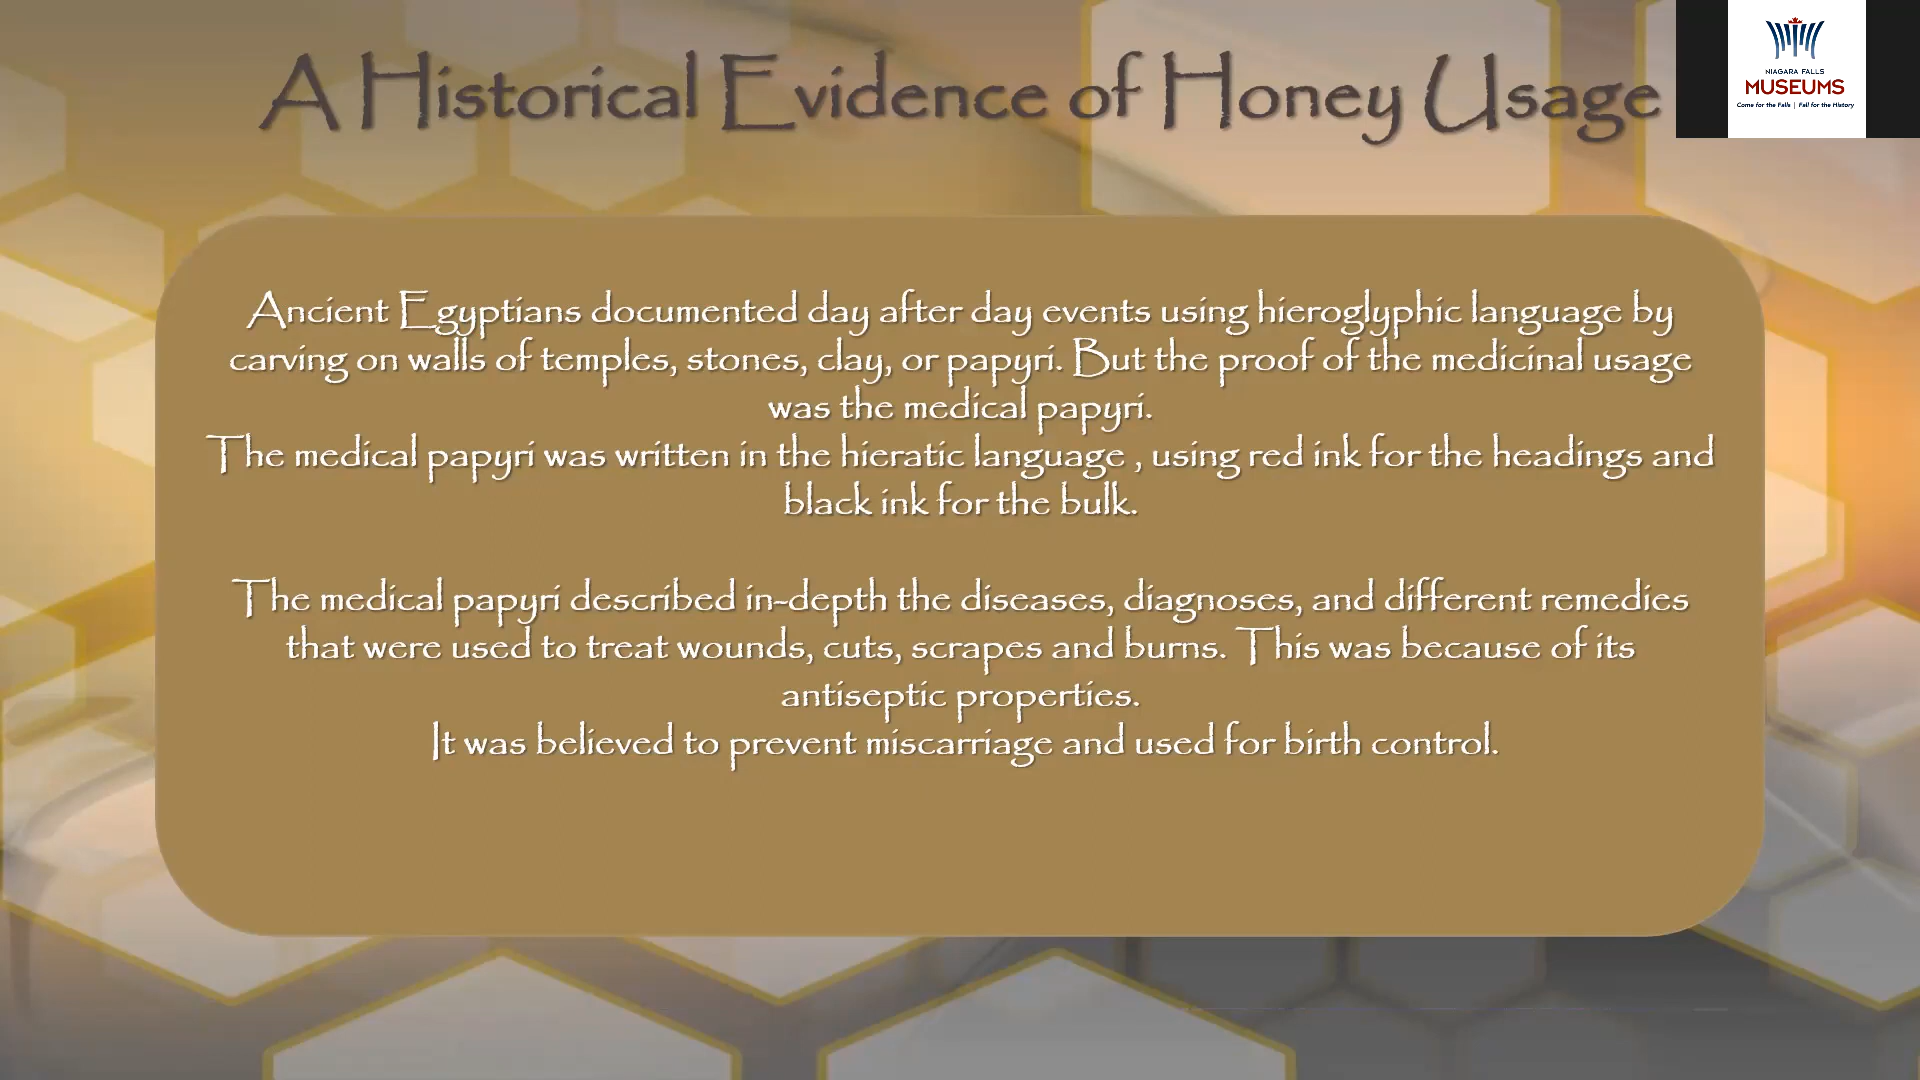 A Historical Evidence of Honey Usage
NIAGARA FALLS
MUSEUMS
Come for the Falls | Fall for the History
Ancient Egyptians documented day after day events using hieroglyphic language by
carving on walls of temples, stones, clay, or papyri. But the proof of the medicinal usage
was the medical papyri.
The medical papyri was written in the hieratic language , using red ink for the headings and
black ink for the bulk.
The medical papyri described in-depth the diseases, diagnoses, and different remedies
that were used to treat wounds, cuts, scrapes and burns. This was because of its
antiseptic properties.
It was believed to prevent miscarriage and used for birth control.